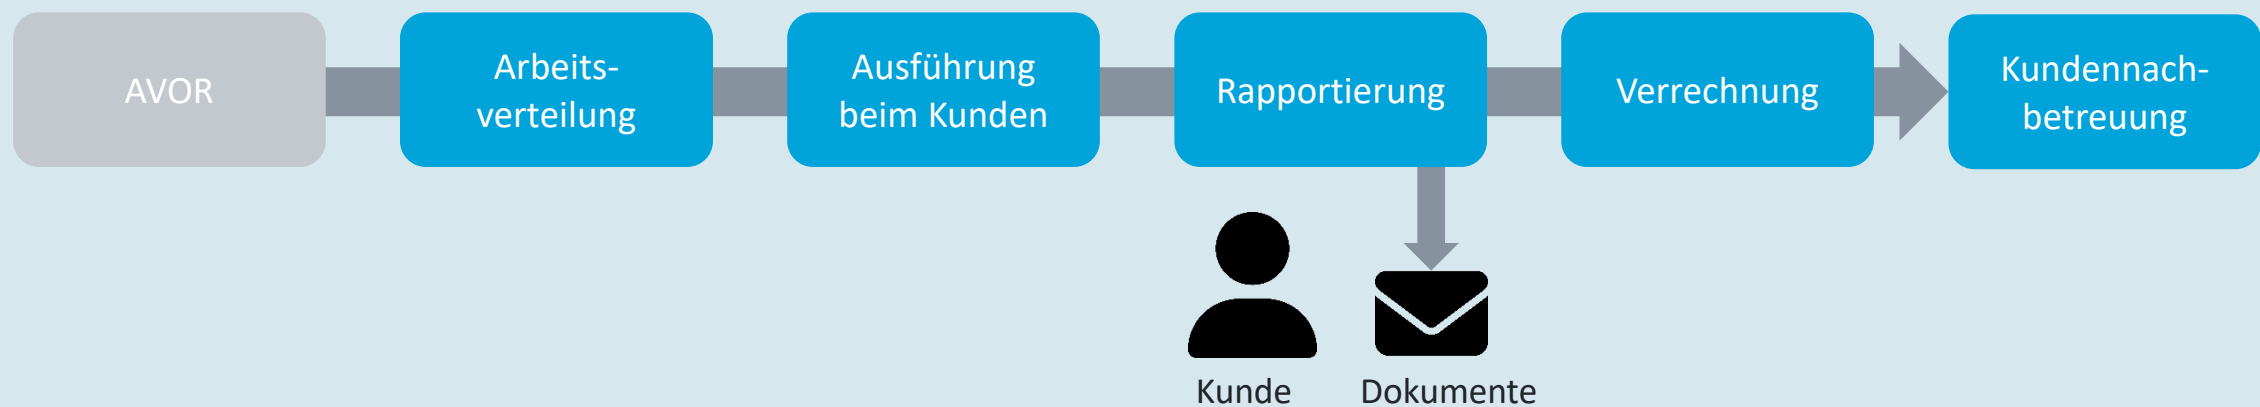 AVOR
Arbeits-
verteilung
Ausführung
beim Kunden
Rapportierung
Verrechnung
Kundennach-
betreuung
Kunde
Dokumente